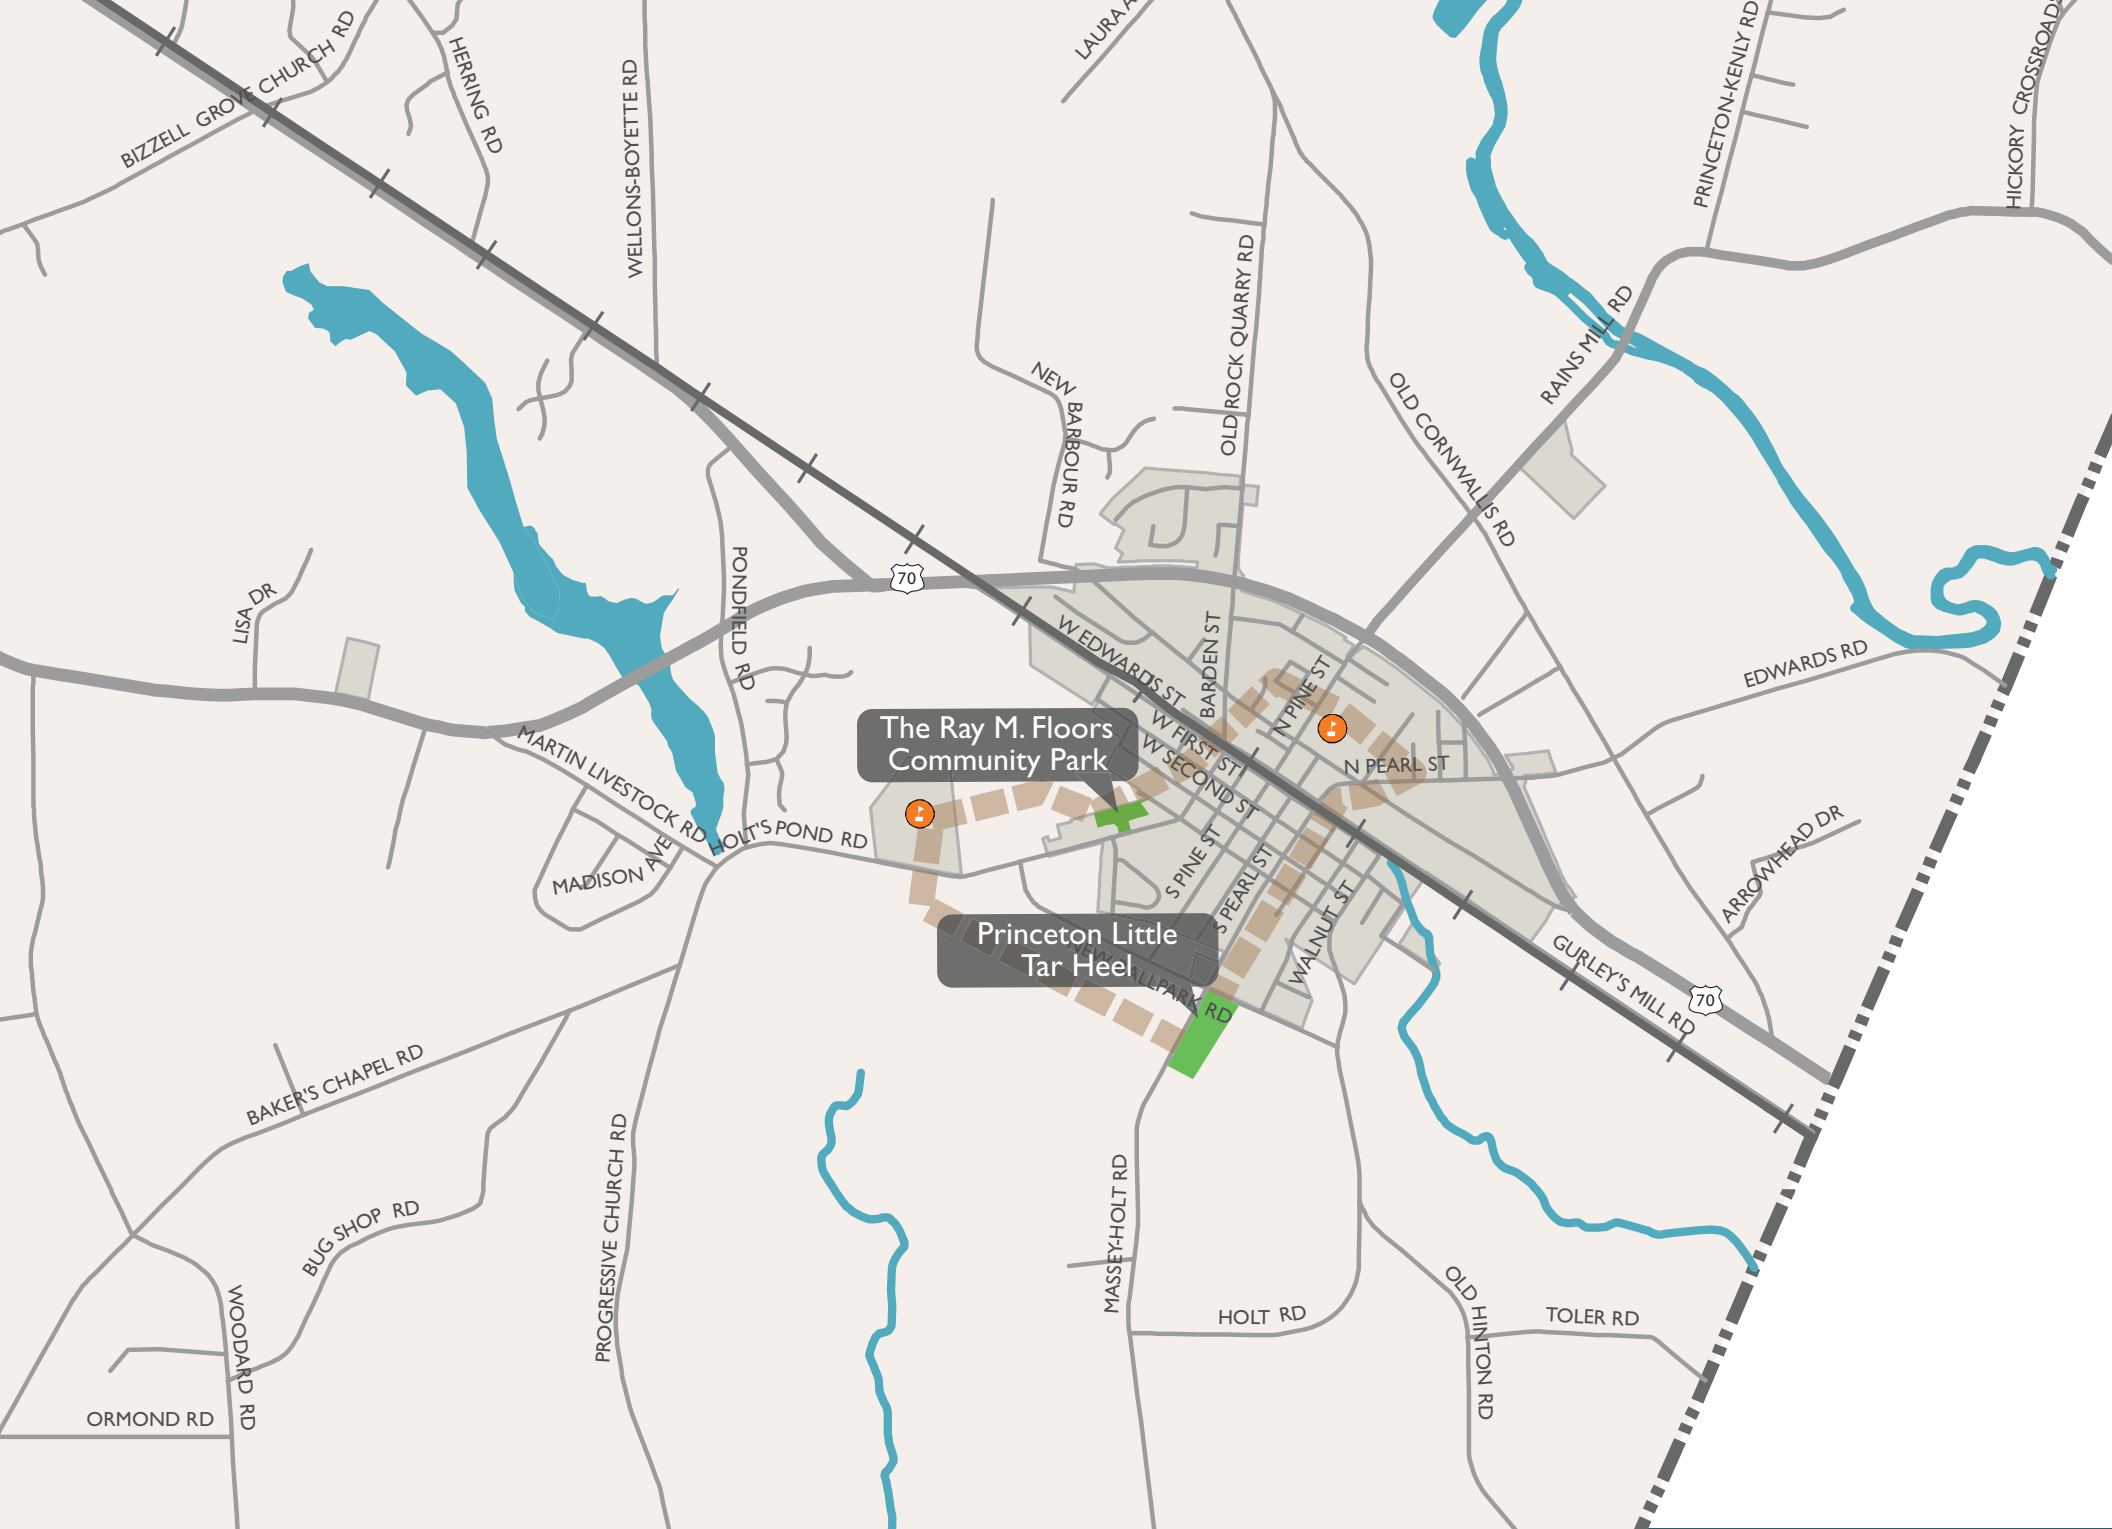 BIZZELL GROVE CHURCH RD
HERRING RD
WELLONS-BOYETTE RD
LAURA A
PRINCETON-KENLY RD
HICKORY CROSSROADS
OLD ROCK QUARRY RD
RAINS MILL RD
NEW BARBOUR RD
OLD CORNWALLIS RD
PONDFIELD RD
70
LISA DR
W EDWARDS ST
BARDEN ST
N PINE ST
EDWARDS RD
The Ray M. Floors
Community Park
W FIRST ST
W SECOND ST
N PEARL ST
MARTIN LIVESTOCK RD
HOLT'S POND RD
MADISON AVE
S PINE ST
S PEARL ST
WALNUT ST
ARROWHEAD DR
Princeton Little
Tar Heel
NEW BALLPARK RD
GURLEY'S MILL RD
70
BAKER'S CHAPEL RD
BUG SHOP RD
PROGRESSIVE CHURCH RD
MASSEY-HOLT RD
WOODARD RD
OLD HINTON RD
HOLT RD
TOLER RD
ORMOND RD